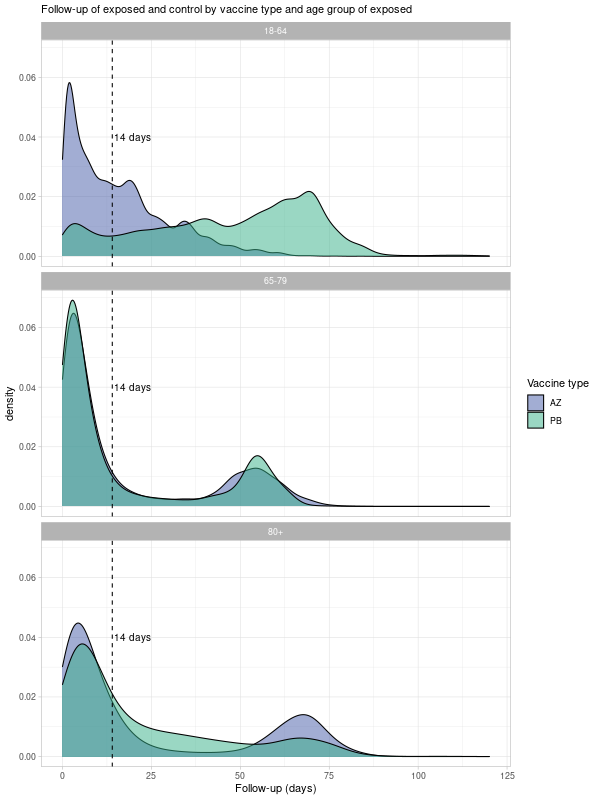 Follow-up of exposed and control by vaccine type and age group of exposed
18-64
0.06
0.04
0.02
0.00
14 days
65-79
0.06
0.04
0.02
0.00
14 days
density
Vaccine type
AZ
PB
80+
0.06
0.04
0.02
0.00
14 days
0 25 50 75 100 125
Follow-up (days)